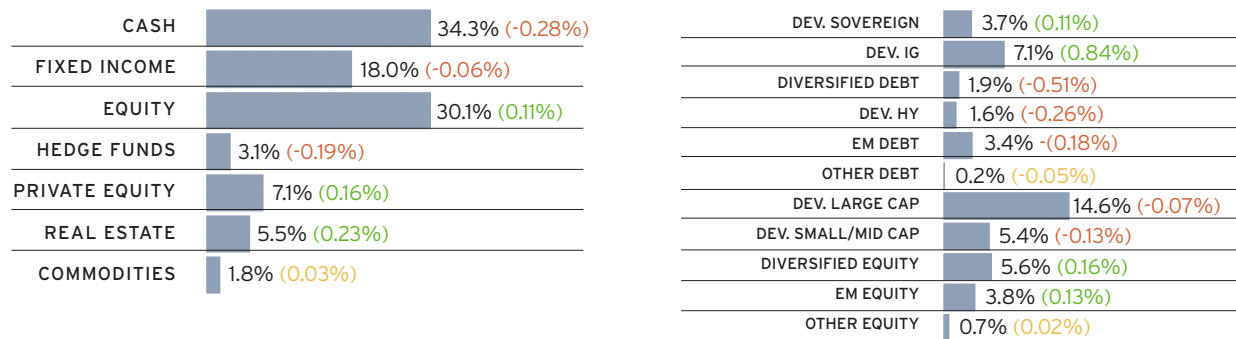 CASH 34.3% (-0.28%)
FIXED INCOME 18.0% (-0.06%)
EQUITY 30.1% (0.11%)
HEDGE FUNDS 3.1% (-0.19%)
PRIVATE EQUITY 7.1% (0.16%)
REAL ESTATE 5.5% (0.23%)
COMMODITIES 1.8% (0.03%)
DEV. SOVEREIGN 3.7% (0.11%)
DEV. IG 7.1% (0.84%)
DIVERSIFIED DEBT 1.9% (-0.51%)
DEV. HY 1.6% (-0.26%)
EM DEBT 3.4% -(0.18%)
OTHER DEBT 0.2% (-0.05%)
DEV. LARGE CAP 14.6% (-0.07%)
DEV. SMALL/MID CAP 5.4% (-0.13%)
DIVERSIFIED EQUITY 5.6% (0.16%)
EM EQUITY 3.8% (0.13%)
OTHER EQUITY 0.7% (0.02%)